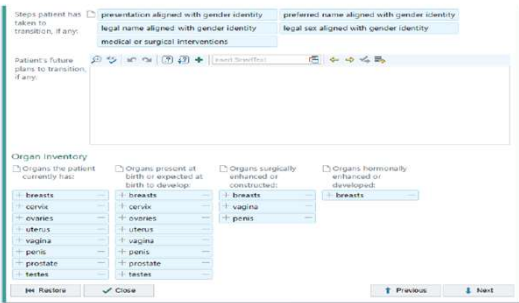 Steps patient has taken to transition, if any:
presentation aligned with gender identity
preferred name aligned with gender identity
legal name aligned with gender identity
legal sex aligned with gender identity
medical or surgical interventions
Patient's future plans to transition, if any:
Insert SmartText
Organ Inventory
Organs the patient currently has:
breasts
cervix
ovaries
uterus
vagina
penis
prostate
testes
Organs present at birth or expected at birth to develop:
breasts
cervix
ovaries
uterus
vagina
penis
prostate
testes
Organs surgically enhanced or constructed:
breasts
vagina
penis
Organs hormonally enhanced or developed:
breasts
Restore
Close
Previous
Next